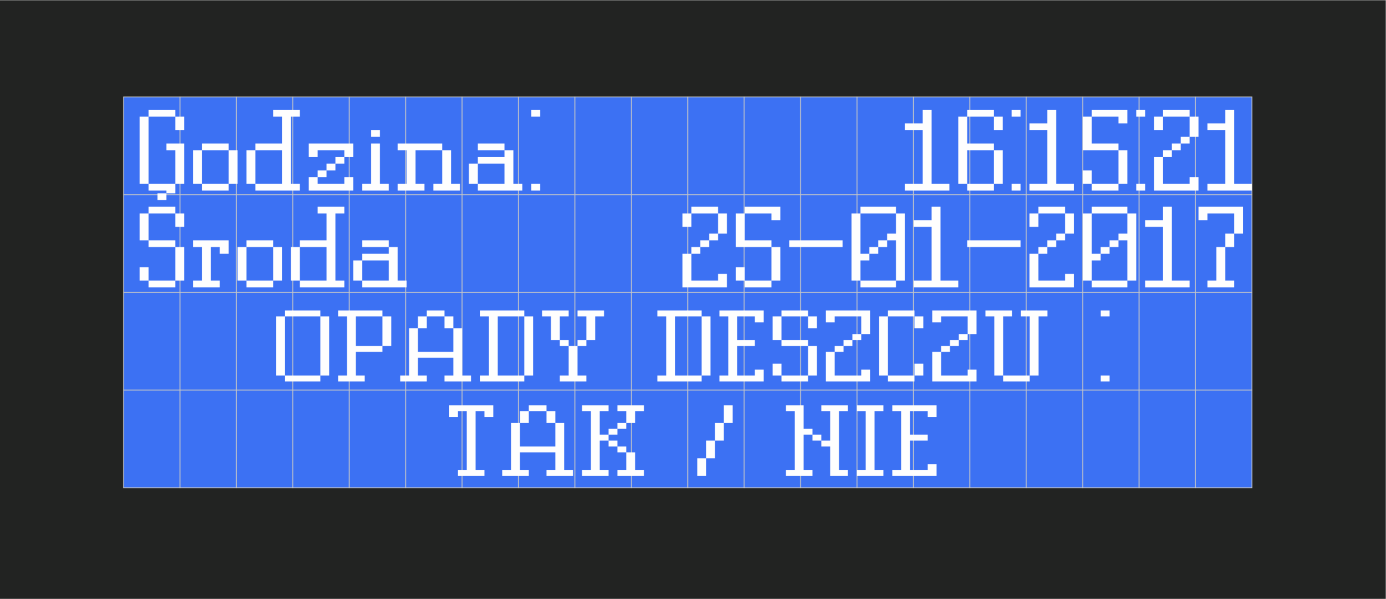 Godzina: 16:15:21
Środa 25-01-2017
OPADY DESZCZU :
TAK / NIE